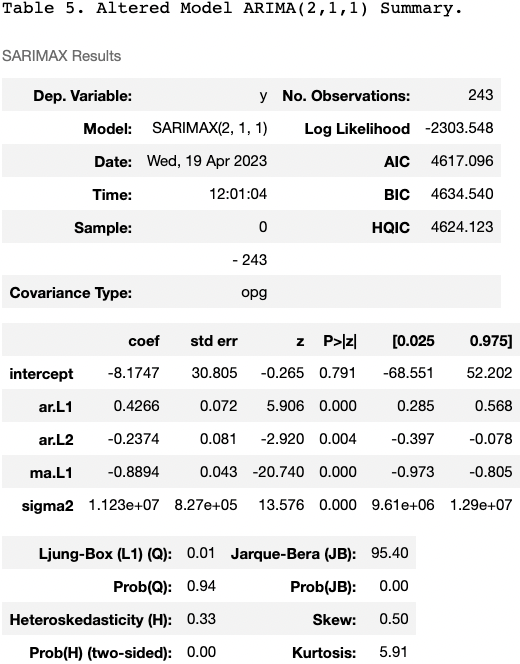 Table 5. Altered Model ARIMA(2,1,1) Summary.
SARIMAX Results
Dep. Variable: y No. Observations: 243
Model: SARIMAX(2, 1, 1) Log Likelihood -2303.548
Date: Wed, 19 Apr 2023 AIC 4617.096
Time: 12:01:04 BIC 4634.540
Sample: 0 HQIC 4624.123
- 243
Covariance Type: opg
coef std err z P>|z| [0.025 0.975]
intercept -8.1747 30.805 -0.265 0.791 -68.551 52.202
ar.L1 0.4266 0.072 5.906 0.000 0.285 0.568
ar.L2 -0.2374 0.081 -2.920 0.004 -0.397 -0.078
ma.L1 -0.8894 0.043 -20.740 0.000 -0.973 -0.805
sigma2 1.123e+07 8.27e+05 13.576 0.000 9.61e+06 1.29e+07
Ljung-Box (L1) (Q): 0.01 Jarque-Bera (JB): 95.40
Prob(Q): 0.94 Prob(JB): 0.00
Heteroskedasticity (H): 0.33 Skew: 0.50
Prob(H) (two-sided): 0.00 Kurtosis: 5.91